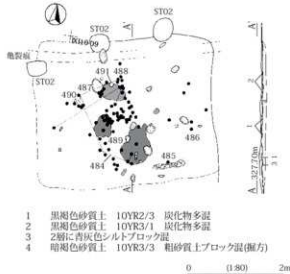 A
A'
ST02
亀裂痕
ST02
ST02
491 488
487
490
489
484
485
486
A
A'
32770m
1 黒褐色砂質土 10YR2/3 炭化物多混
2 黒褐色砂質土 10YR3/1 炭化物多混
3 2層に青灰色シルトブロック混
4 暗褐色砂質土 10YR3/3 粗砂質土ブロック混(掘方)
0 (1:80) 2m